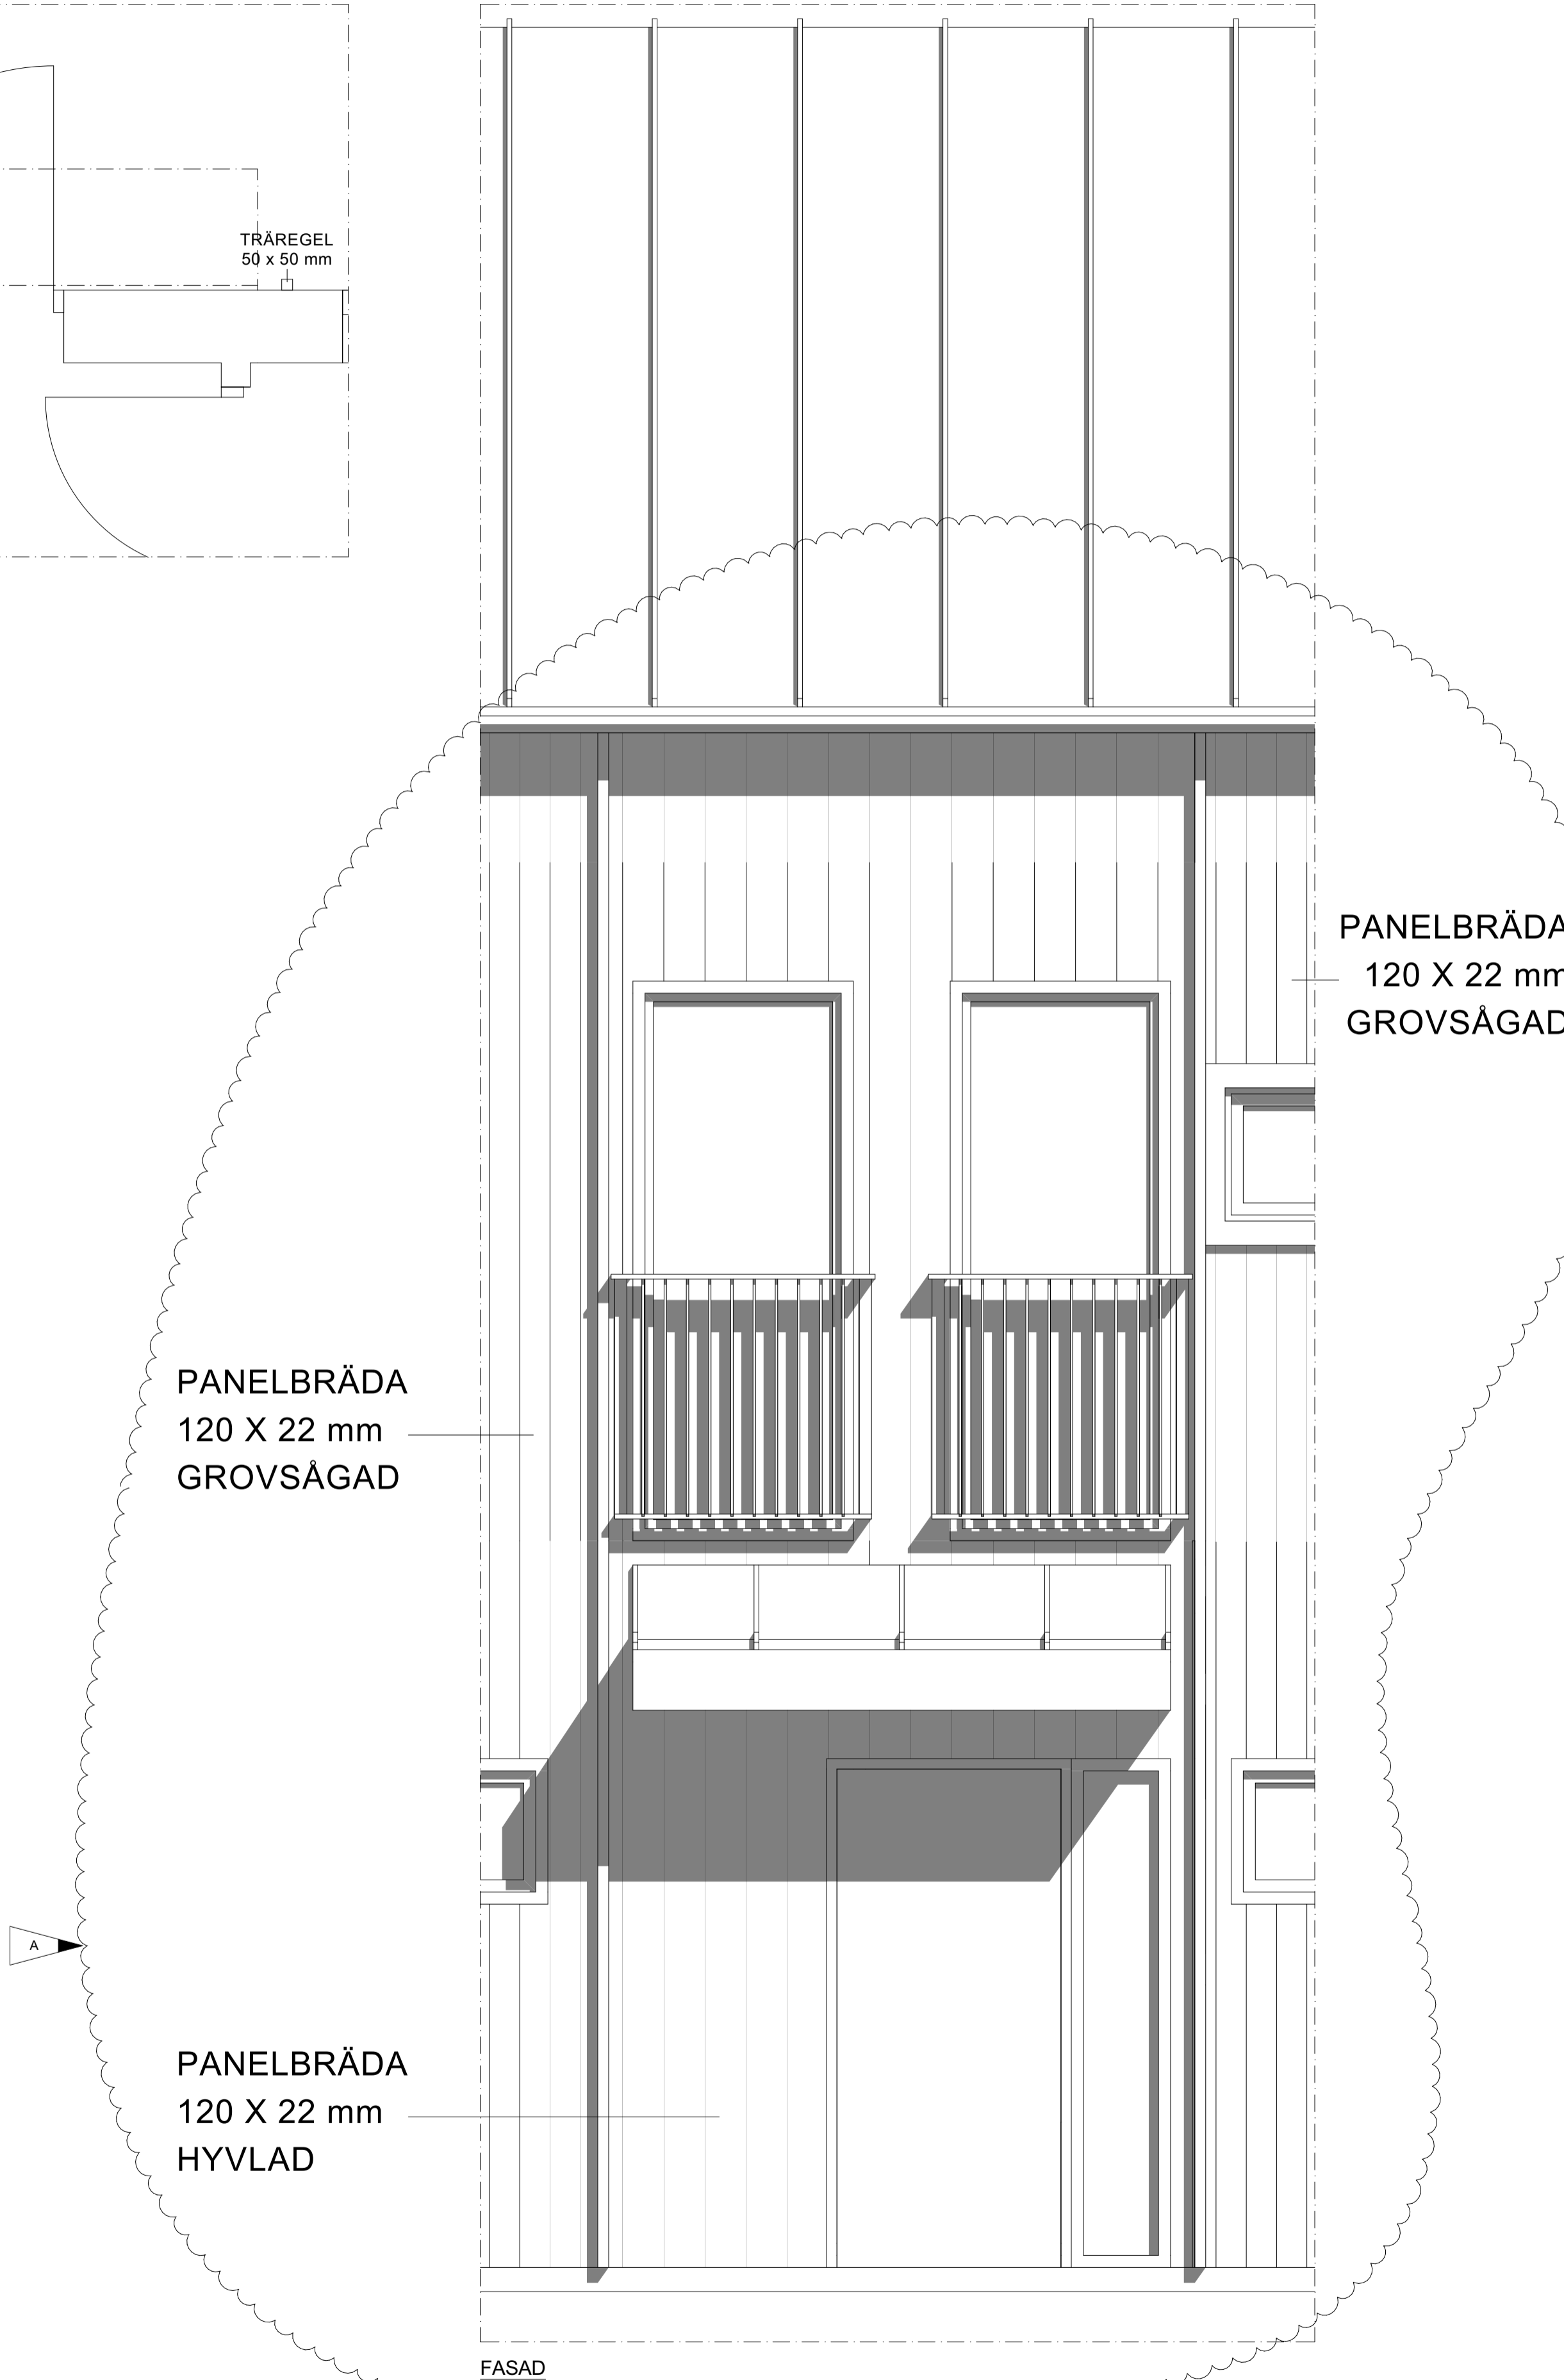 TRÄREGEL
50 x 50 mm
PANELBRÄDA
120 X 22 mm
GROVSÅGAD
PANELBRÄDA
120 X 22 mm
GROVSÅGAD
A
PANELBRÄDA
120 X 22 mm
HYVLAD
FASAD